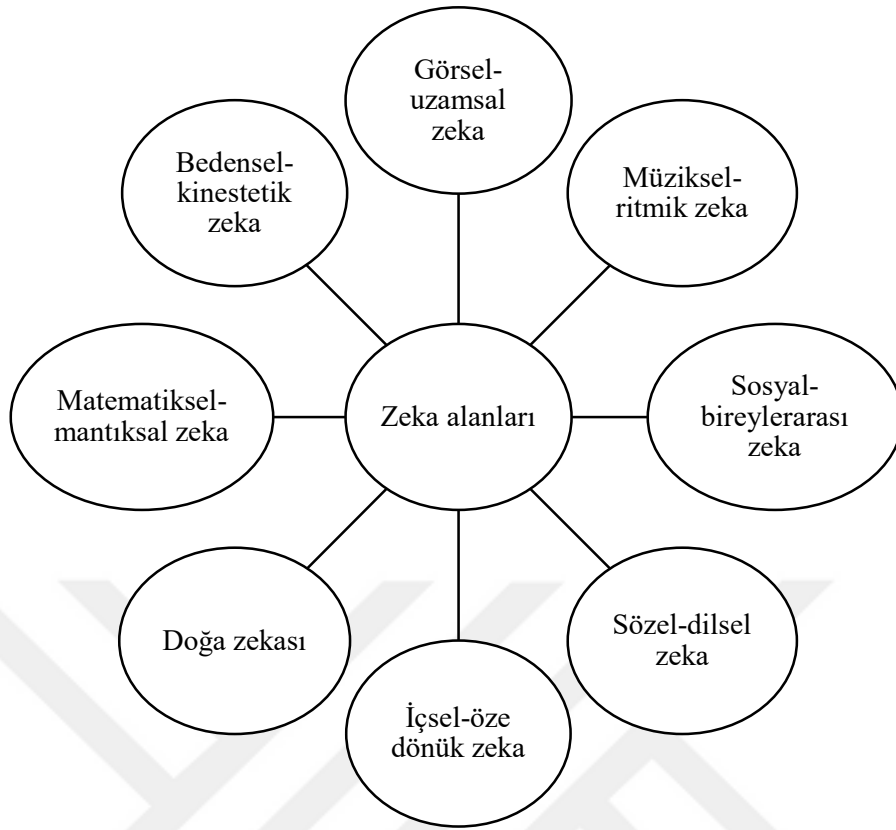 Görsel-
uzamsal
zeka
Bedensel-
kinestetik
zeka
Müziksel-
ritmik zeka
Matematiksel-
mantıksal zeka
Zeka alanları
Sosyal-
bireylerarası
zeka
Doğa zekası
Sözel-dilsel
zeka
İçsel-öze
dönük zeka